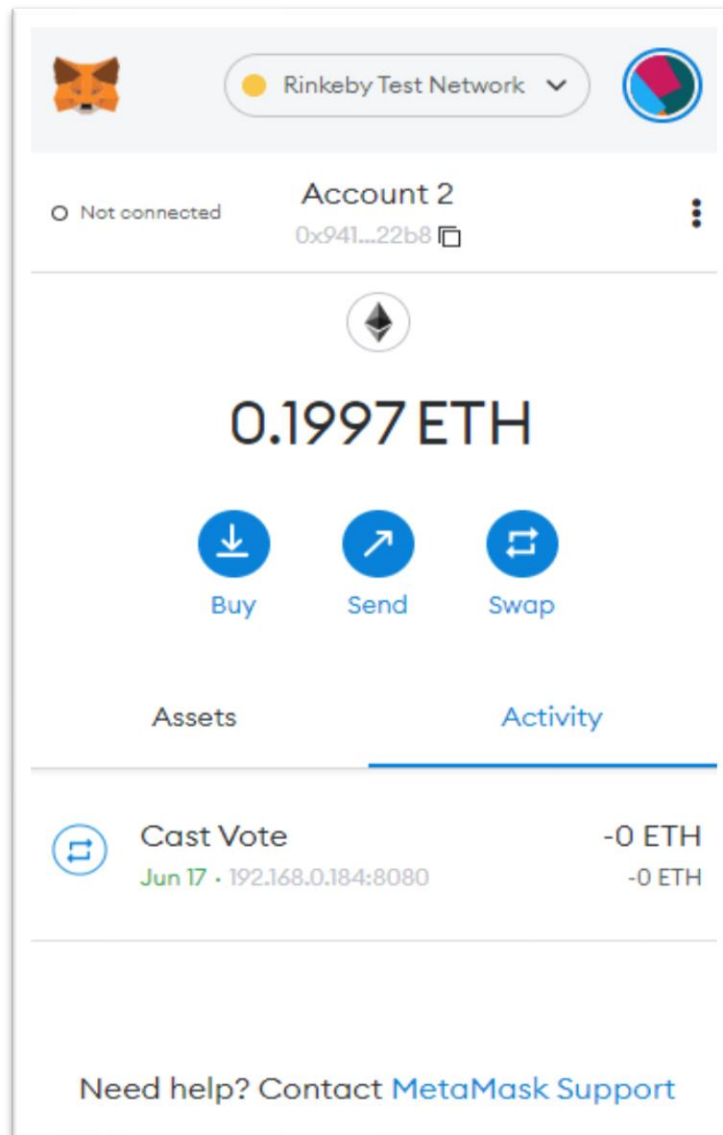 Rinkeby Test Network
Not connected
Account 2
0x941...22b8
0.1997 ETH
Buy Send Swap
Assets Activity
Cast Vote -0 ETH
Jun 17 · 192.168.0.184:8080 -0 ETH
Need help? Contact MetaMask Support